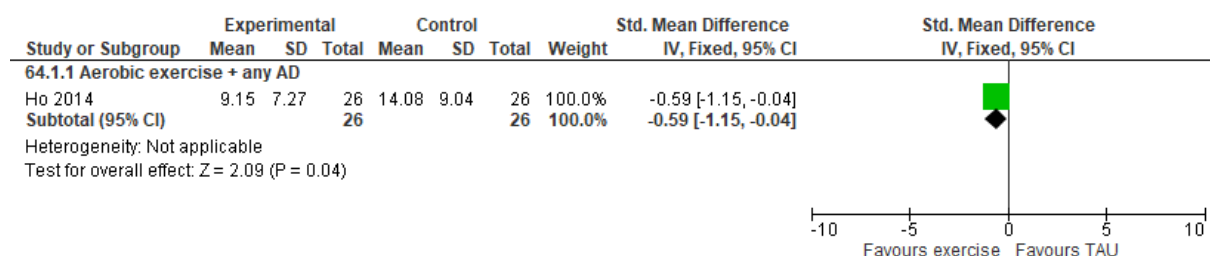 Experimental Control Std. Mean Difference Std. Mean Difference
Study or Subgroup Mean SD Total Mean SD Total Weight IV, Fixed, 95% CI IV, Fixed, 95% CI
64.1.1 Aerobic exercise + any AD
Ho 2014 9.15 7.27 26 14.08 9.04 26 100.0% -0.59 [-1.15, -0.04]
Subtotal (95% CI) 26 26 100.0% -0.59 [-1.15, -0.04]
Heterogeneity: Not applicable
Test for overall effect: Z = 2.09 (P = 0.04)
-10 -5 0 5 10
Favours exercise Favours TAU